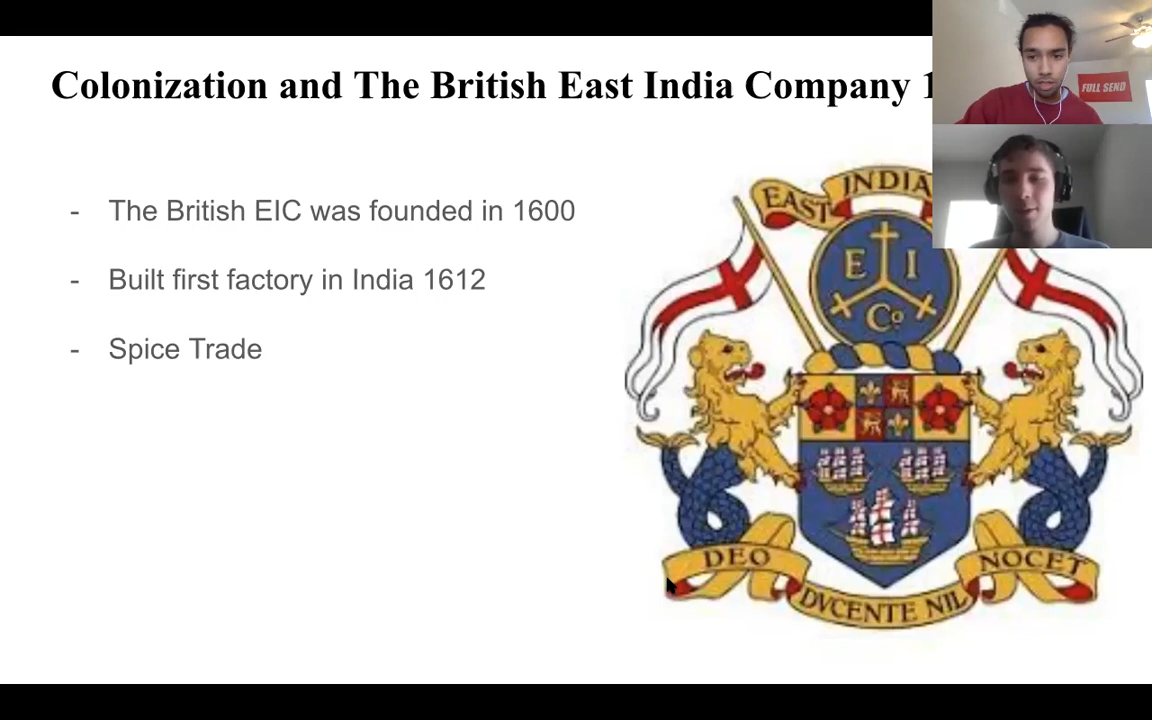 Colonization and The British East India Company 1
FULL SEND
- The British EIC was founded in 1600
- Built first factory in India 1612
- Spice Trade
EAST INDIA
E I
Co
DEO
DVCENTE NIL
NOCET